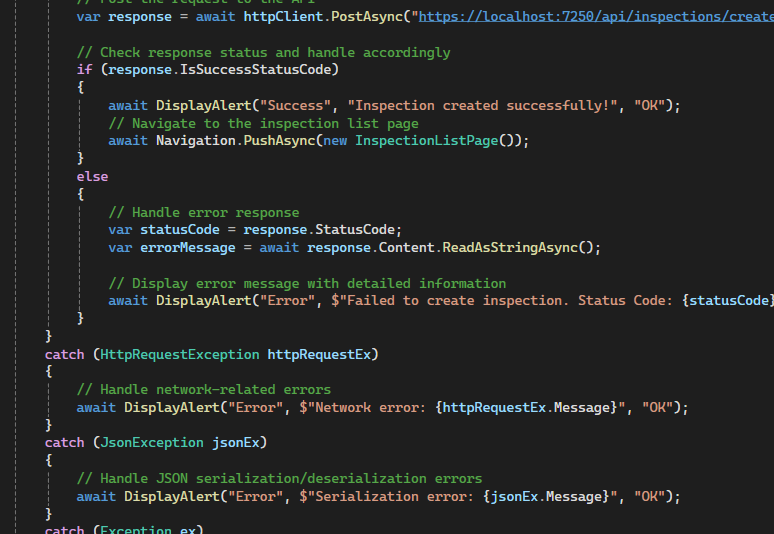 // Post the request to the API
var response = await httpClient.PostAsync("https://localhost:7250/api/inspections/create
// Check response status and handle accordingly
if (response.IsSuccessStatusCode)
{
await DisplayAlert("Success", "Inspection created successfully!", "OK");
// Navigate to the inspection list page
await Navigation.PushAsync(new InspectionListPage());
}
else
{
// Handle error response
var statusCode = response.StatusCode;
var errorMessage = await response.Content.ReadAsStringAsync();
// Display error message with detailed information
await DisplayAlert("Error", $"Failed to create inspection. Status Code: {statusCode}
}
}
catch (HttpRequestException httpRequestEx)
{
// Handle network-related errors
await DisplayAlert("Error", $"Network error: {httpRequestEx.Message}", "OK");
}
catch (JsonException jsonEx)
{
// Handle JSON serialization/deserialization errors
await DisplayAlert("Error", $"Serialization error: {jsonEx.Message}", "OK");
}
catch (Exception ex)